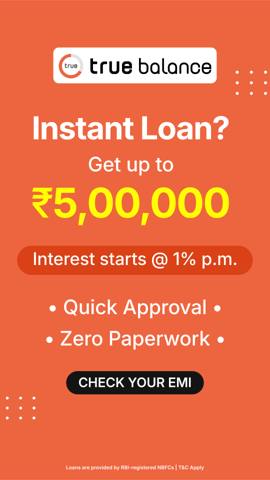 true
true balance
Instant Loan?
Get up to
₹5,00,000
Interest starts @ 1% p.m.
• Quick Approval •
• Zero Paperwork •
CHECK YOUR EMI
Loans are provided by RBI-registered NBFCs | T&C Apply